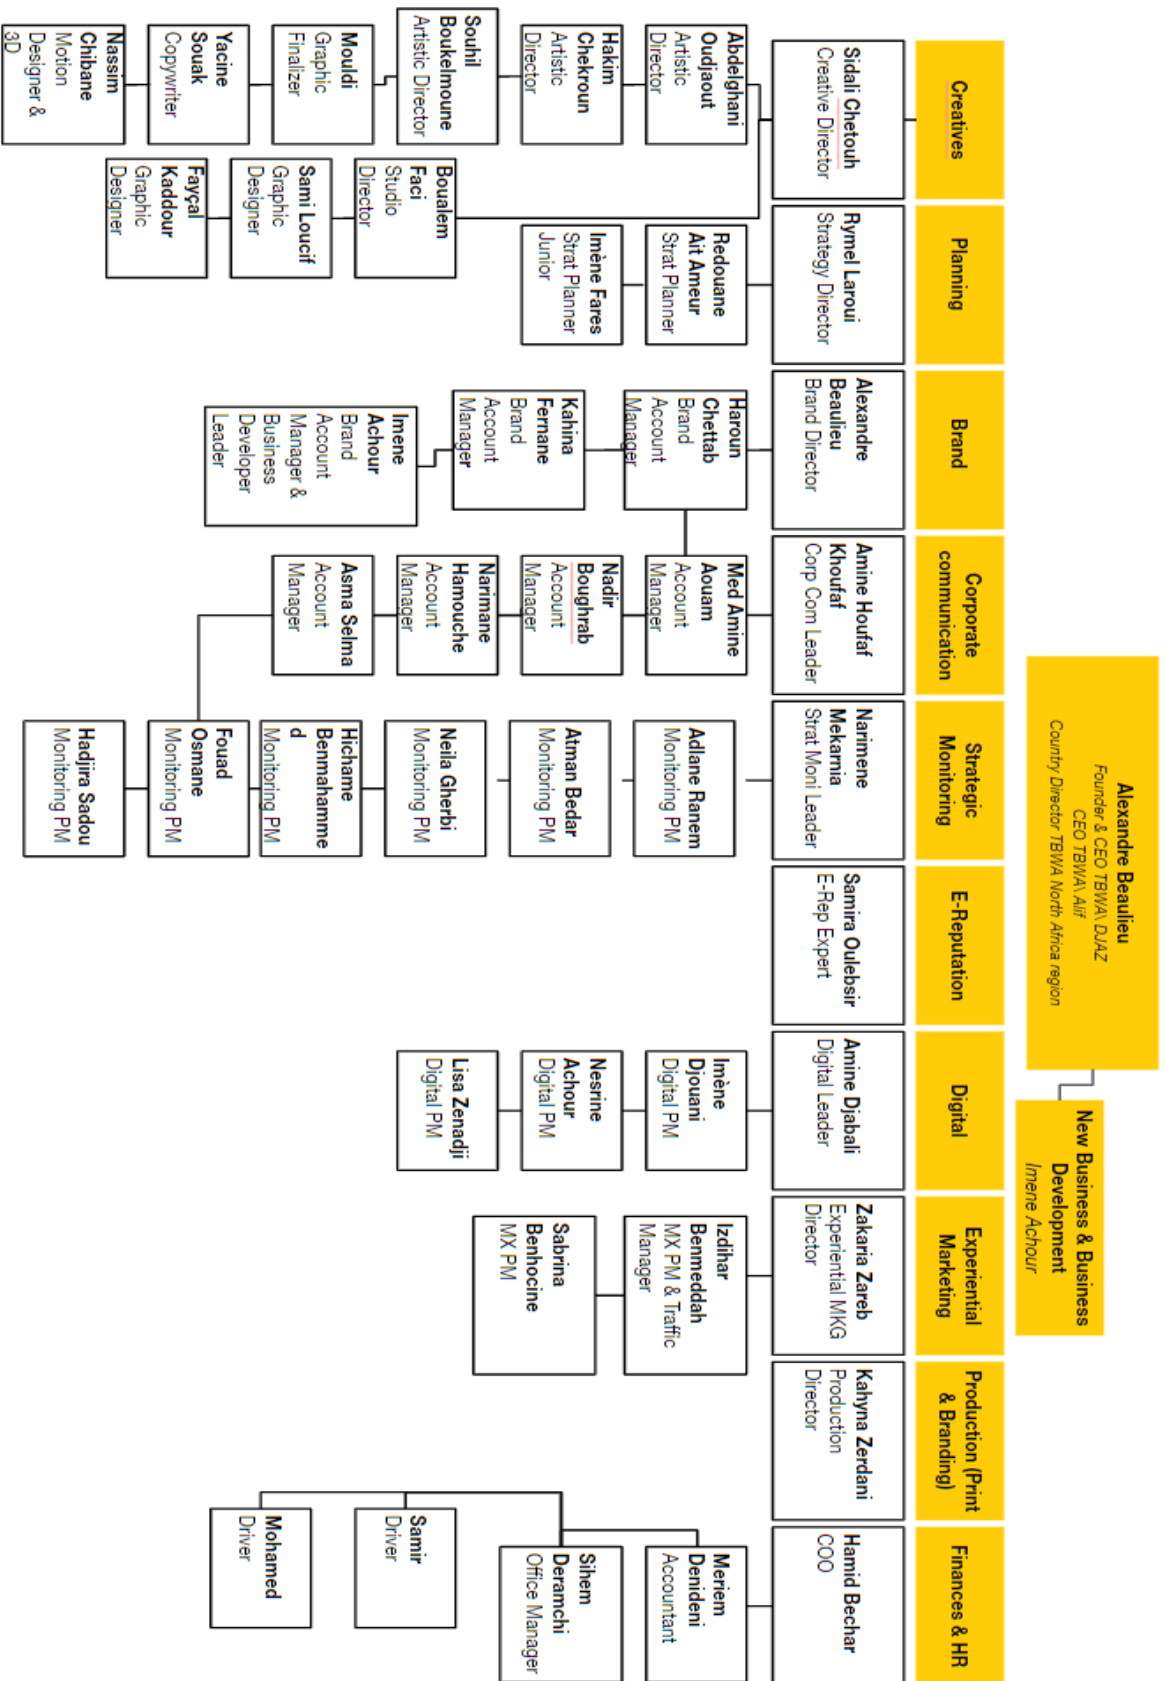 Alexandre Beaulieu
Founder & CEO TBWA\ DJAZ
CEO TBWA\ Alif
Country Director TBWA North Africa region
New Business & Business
Development
Imene Achour
Creatives
Sidali Chetouh
Creative Director
Abdelghani
Oudjaout
Artistic
Director
Hakim
Chekroun
Artistic
Director
Souhil
Boukelmoune
Artistic Director
Mouldi
Graphic
Finalizer
Yacine
Souak
Copywriter
Nassim
Chibane
Motion
Designer &
3D
Boualem
Faci
Studio
Director
Sami Loucif
Graphic
Designer
Fayçal
Kaddour
Graphic
Designer
Planning
Rymel Laroui
Strategy Director
Redouane
Ait Ameur
Strat Planner
Imène Fares
Strat Planner
Junior
Brand
Alexandre
Beaulieu
Brand Director
Haroun
Chettab
Brand
Account
Manager
Kahina
Fernane
Brand
Account
Manager
Imene
Achour
Brand
Account
Manager &
Business
Developer
Leader
Corporate
communication
Amine Houfaf
Khoufaf
Corp Com Leader
Med Amine
Aouam
Account
Manager
Nadir
Boughrab
Account
Manager
Narimane
Hamouche
Account
Manager
Asma Selma
Account
Manager
Strategic
Monitoring
Narimene
Mekarnia
Strat Moni Leader
Adlane Ranem
Monitoring PM
Atman Bedar
Monitoring PM
Neila Gherbi
Monitoring PM
Hichame
Benmahamme
d
Monitoring PM
Fouad
Osmane
Monitoring PM
Hadjira Sadou
Monitoring PM
E-Reputation
Samira Oulebsir
E-Rep Expert
Digital
Amine Djabali
Digital Leader
Imène
Djouani
Digital PM
Nesrine
Achour
Digital PM
Lisa Zenadji
Digital PM
Experiential
Marketing
Zakaria Zareb
Experiential MKG
Director
Izdihar
Benmeddah
MX PM & Traffic
Manager
Sabrina
Benhocine
MX PM
Production (Print
& Branding)
Kahyna Zerdani
Production
Director
Finances & HR
Hamid Bechar
COO
Meriem
Denideni
Accountant
Sihem
Deramchi
Office Manager
Samir
Driver
Mohamed
Driver